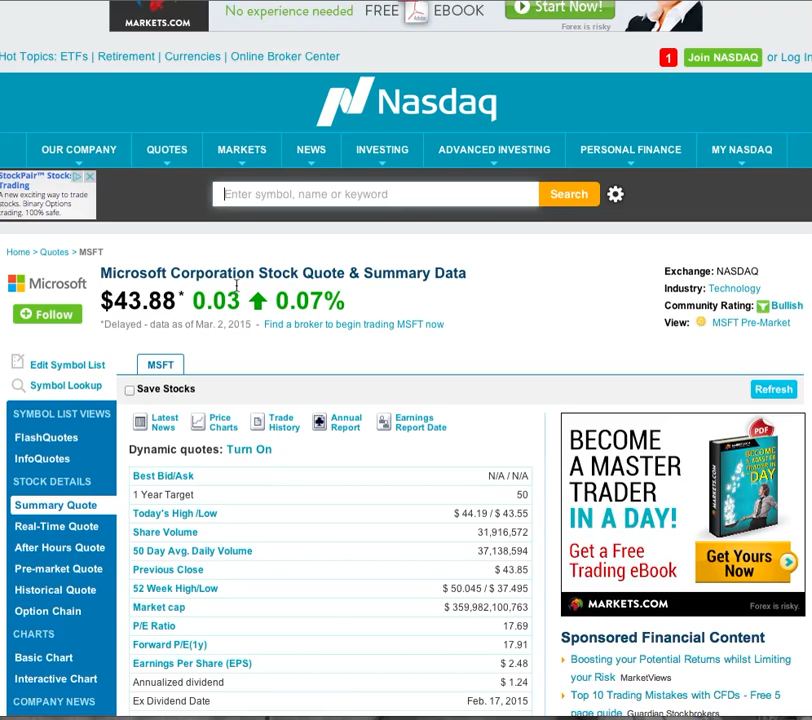 MARKETS.COM
No experience needed
FREE
Adobe
EBOOK
Start Now!
Forex is risky
Hot Topics: ETFs | Retirement | Currencies | Online Broker Center
1
Join NASDAQ
or Log In
Nasdaq
OUR COMPANY
QUOTES
MARKETS
NEWS
INVESTING
ADVANCED INVESTING
PERSONAL FINANCE
MY NASDAQ
StockPair™ Stock:
Trading
A new exciting way to trade
stocks. Binary Options
trading. 100% safe.
Enter symbol, name or keyword
Search
Home > Quotes > MSFT
Microsoft
Follow
Microsoft Corporation Stock Quote & Summary Data
$43.88* 0.03 0.07%
*Delayed - data as of Mar. 2, 2015 - Find a broker to begin trading MSFT now
Exchange: NASDAQ
Industry: Technology
Community Rating: Bullish
View: MSFT Pre-Market
Edit Symbol List
Symbol Lookup
SYMBOL LIST VIEWS
FlashQuotes
InfoQuotes
STOCK DETAILS
Summary Quote
Real-Time Quote
After Hours Quote
Pre-market Quote
Historical Quote
Option Chain
CHARTS
Basic Chart
Interactive Chart
COMPANY NEWS
MSFT
Save Stocks
Refresh
Latest News
Price Charts
Trade History
Annual Report
Earnings Report Date
Dynamic quotes: Turn On
Best Bid/Ask N/A / N/A
1 Year Target 50
Today's High /Low $ 44.19 / $ 43.55
Share Volume 31,916,572
50 Day Avg. Daily Volume 37,138,594
Previous Close $ 43.85
52 Week High/Low $ 50.045 / $ 37.495
Market cap $ 359,982,100,763
P/E Ratio 17.69
Forward P/E(1y) 17.91
Earnings Per Share (EPS) $ 2.48
Annualized dividend $ 1.24
Ex Dividend Date Feb. 17, 2015
BECOME
A MASTER
TRADER
IN A DAY!
Get a Free
Trading eBook
PDF
BECOME A MASTER TRADER IN A DAY
Get Yours
Now
MARKETS.COM
Forex is risky.
Sponsored Financial Content
Boosting your Potential Returns whilst Limiting
your Risk MarketViews
Top 10 Trading Mistakes with CFDs - Free 5
page guide Guardian Stockbrokers